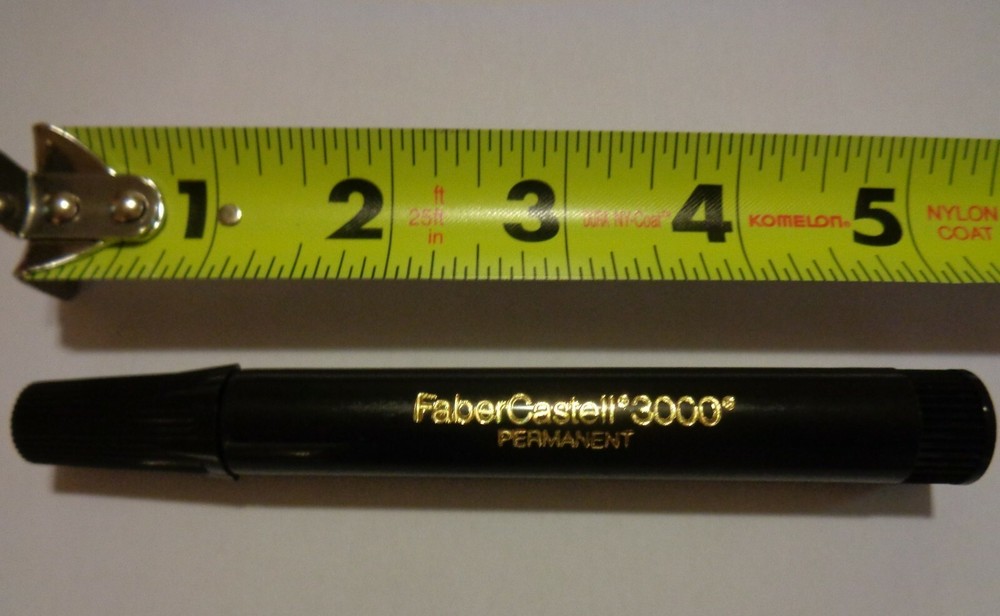 1 2 3 4 5
ft
25ft
in
KOMELON®
NYLON
COAT
FaberCastell® 3000®
PERMANENT